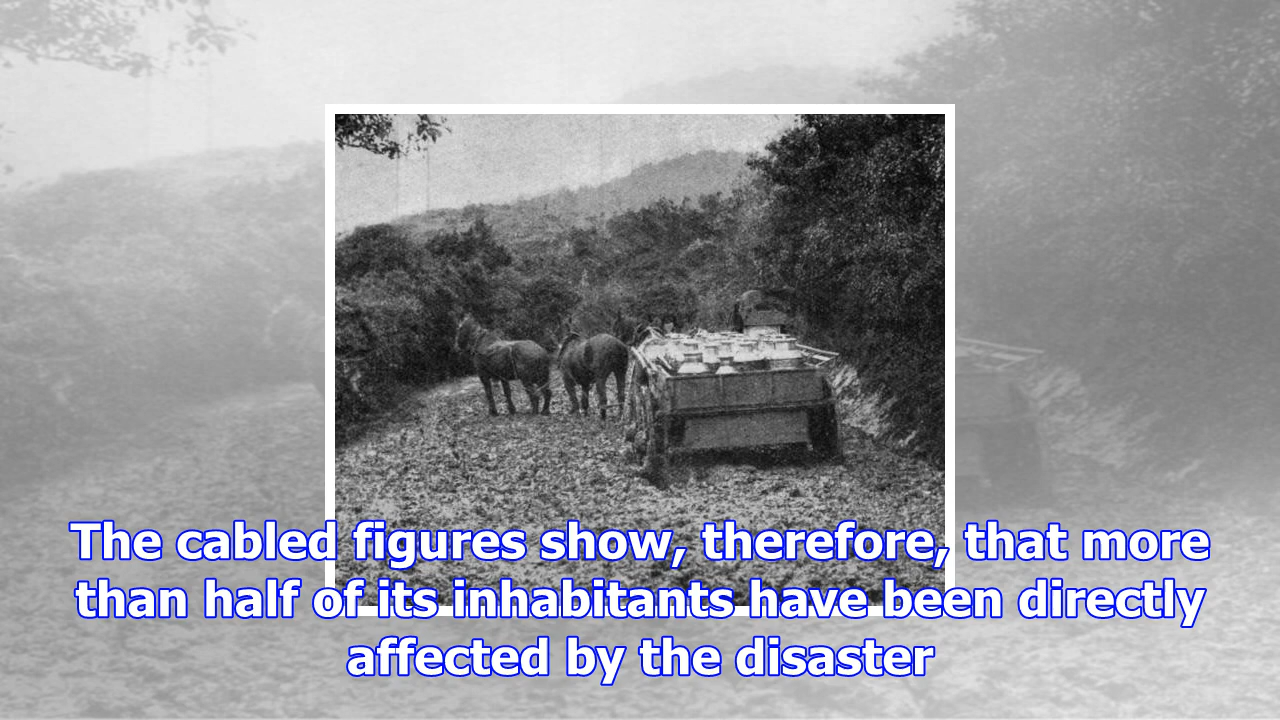 The cabled figures show, therefore, that more
than half of its inhabitants have been directly
affected by the disaster